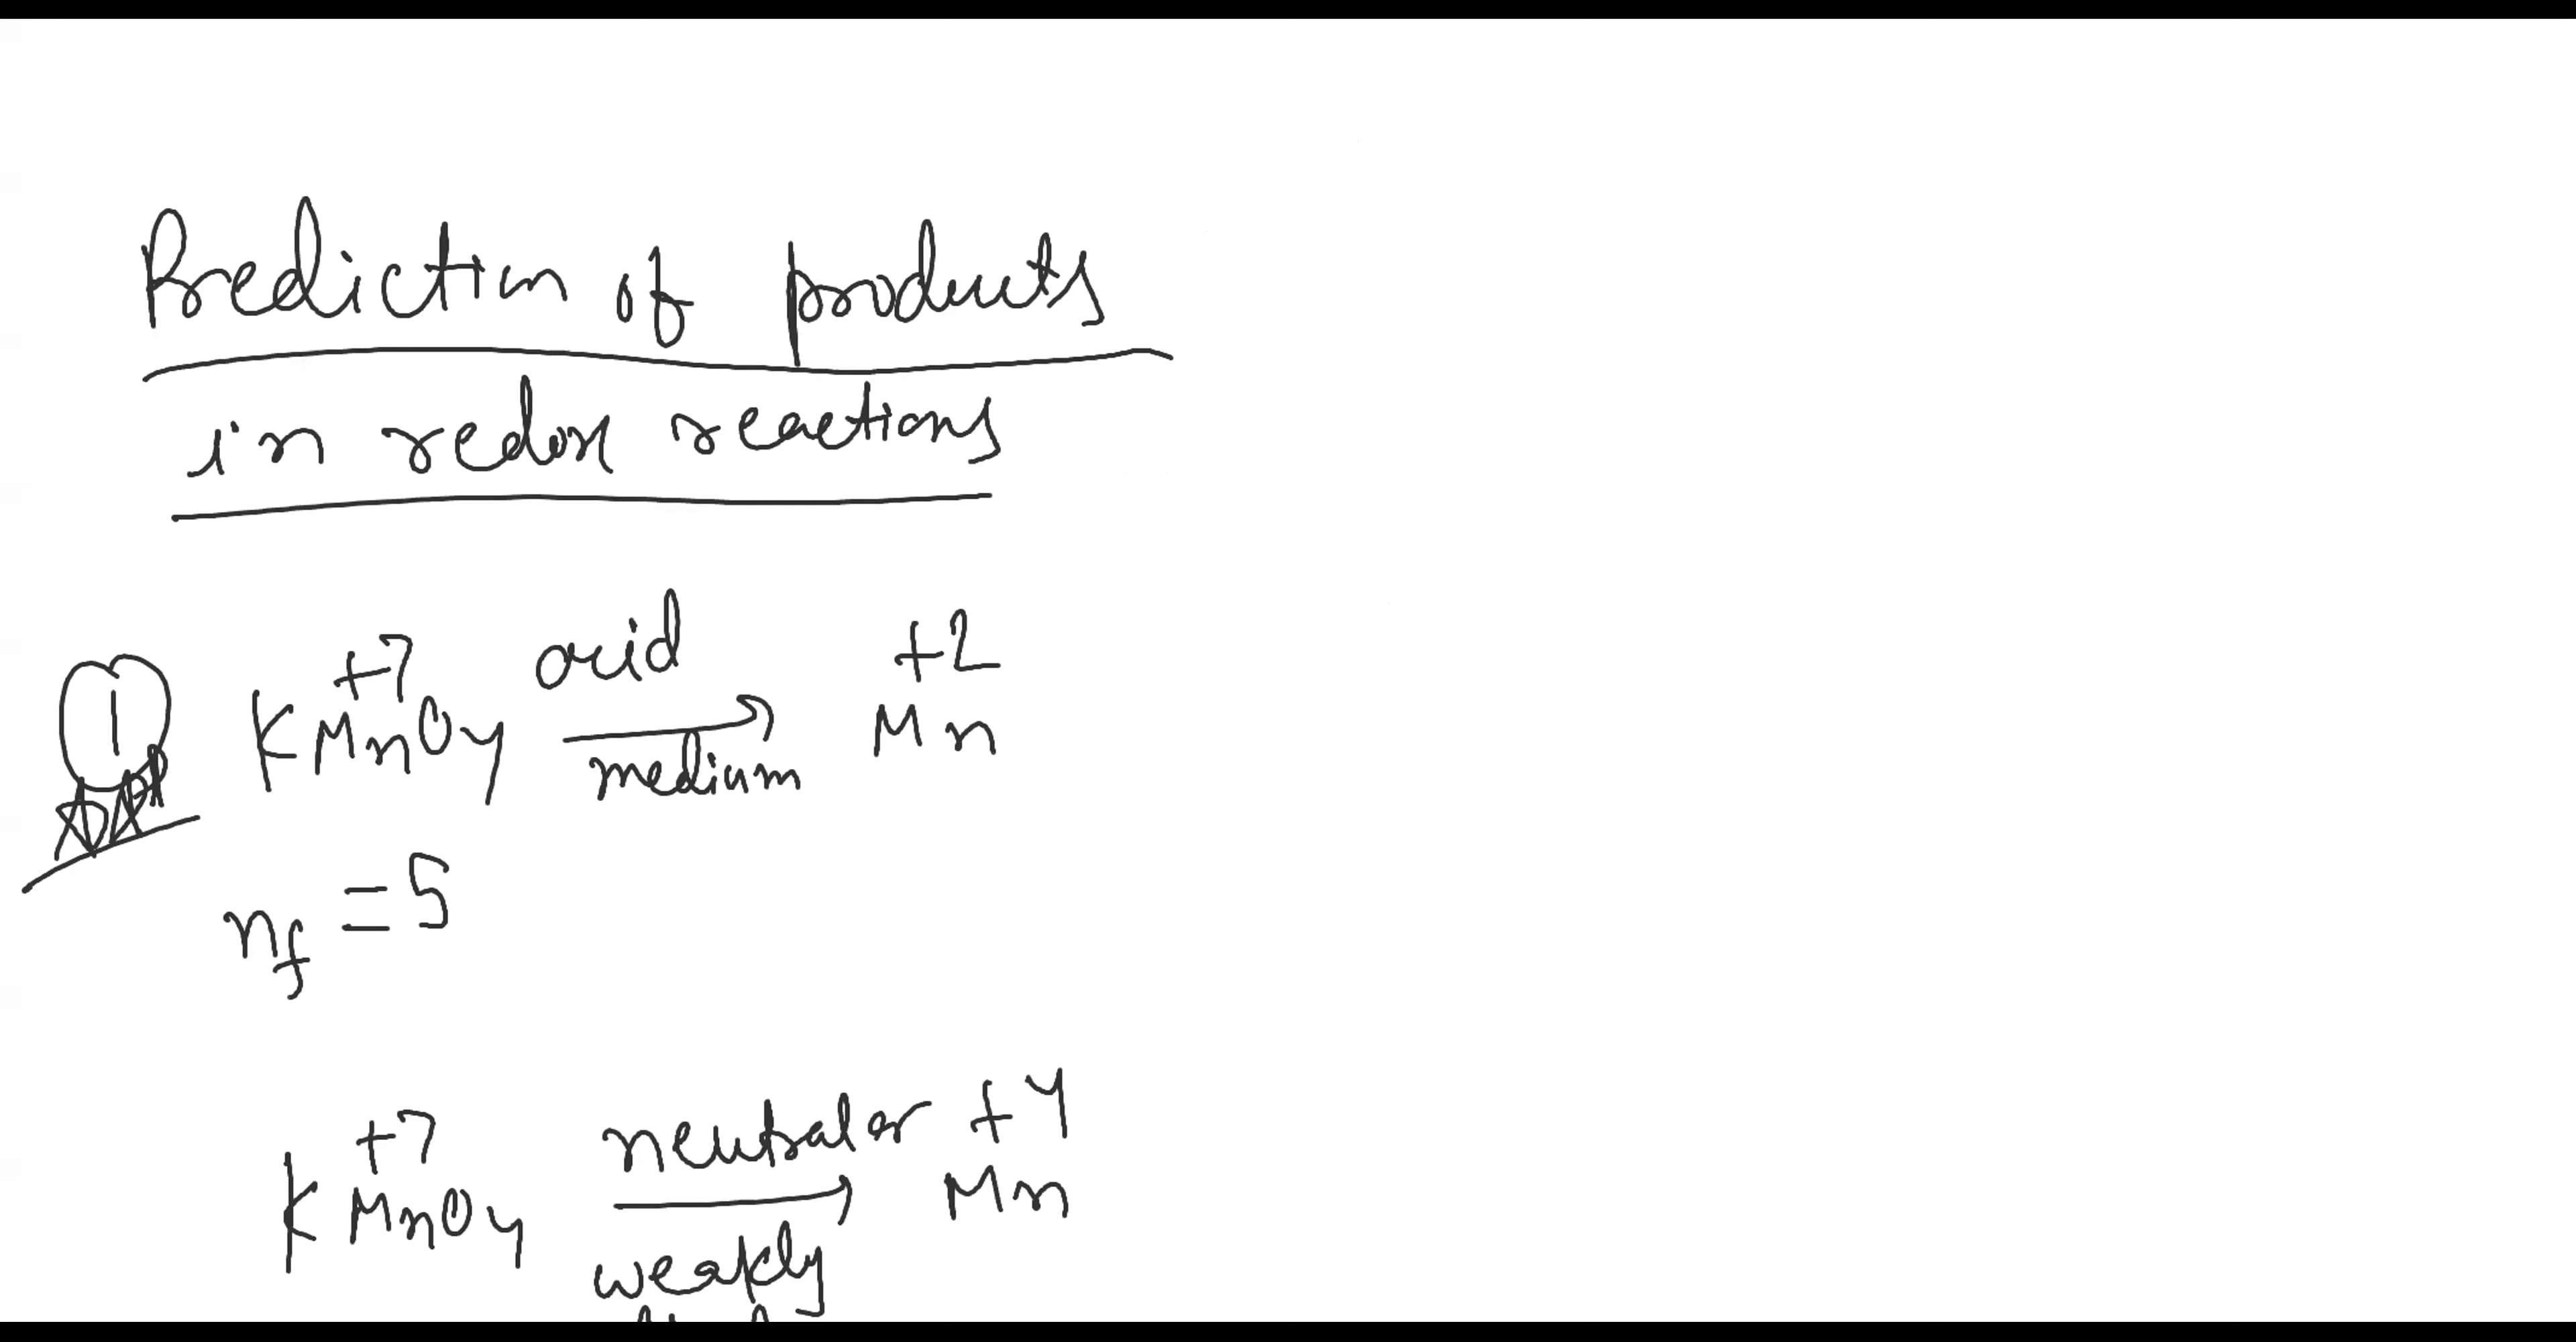 Prediction of products
in redox reactions
1
+7 acid +2
KMnO4 → Mn
medium
nf = 5
+7 neutral or +4
KMnO4 → Mn
weakly